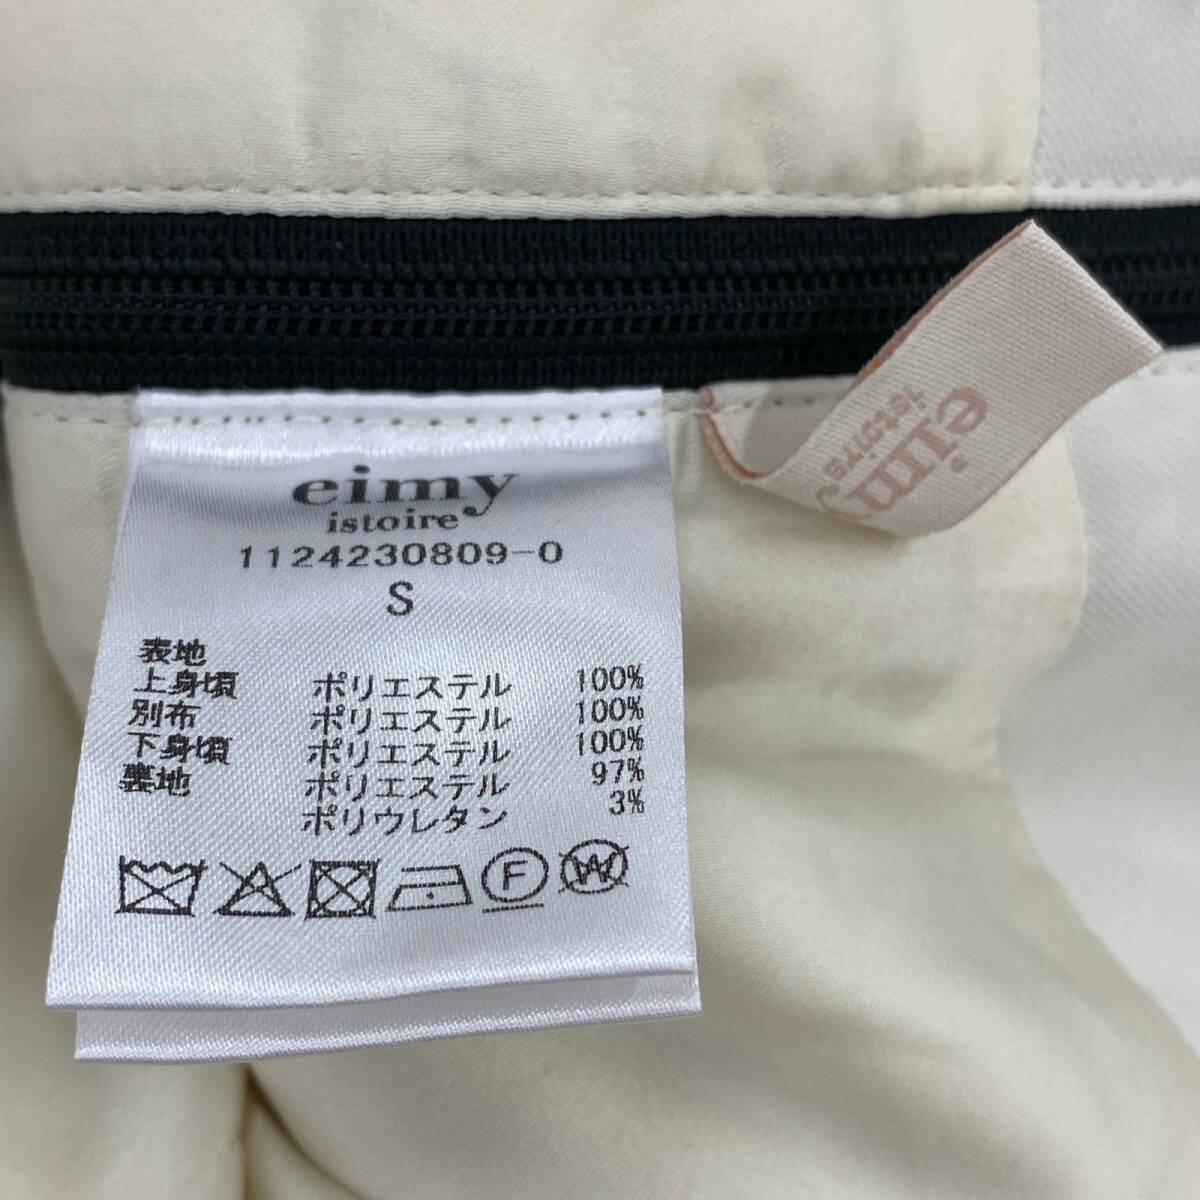 eimy
istoire
1124230809-0
S
表地
上身頃 ポリエステル 100%
別布 ポリエステル 100%
下身頃 ポリエステル 100%
裏地 ポリエステル 97%
ポリウレタン 3%
F
W
eimy
istoire